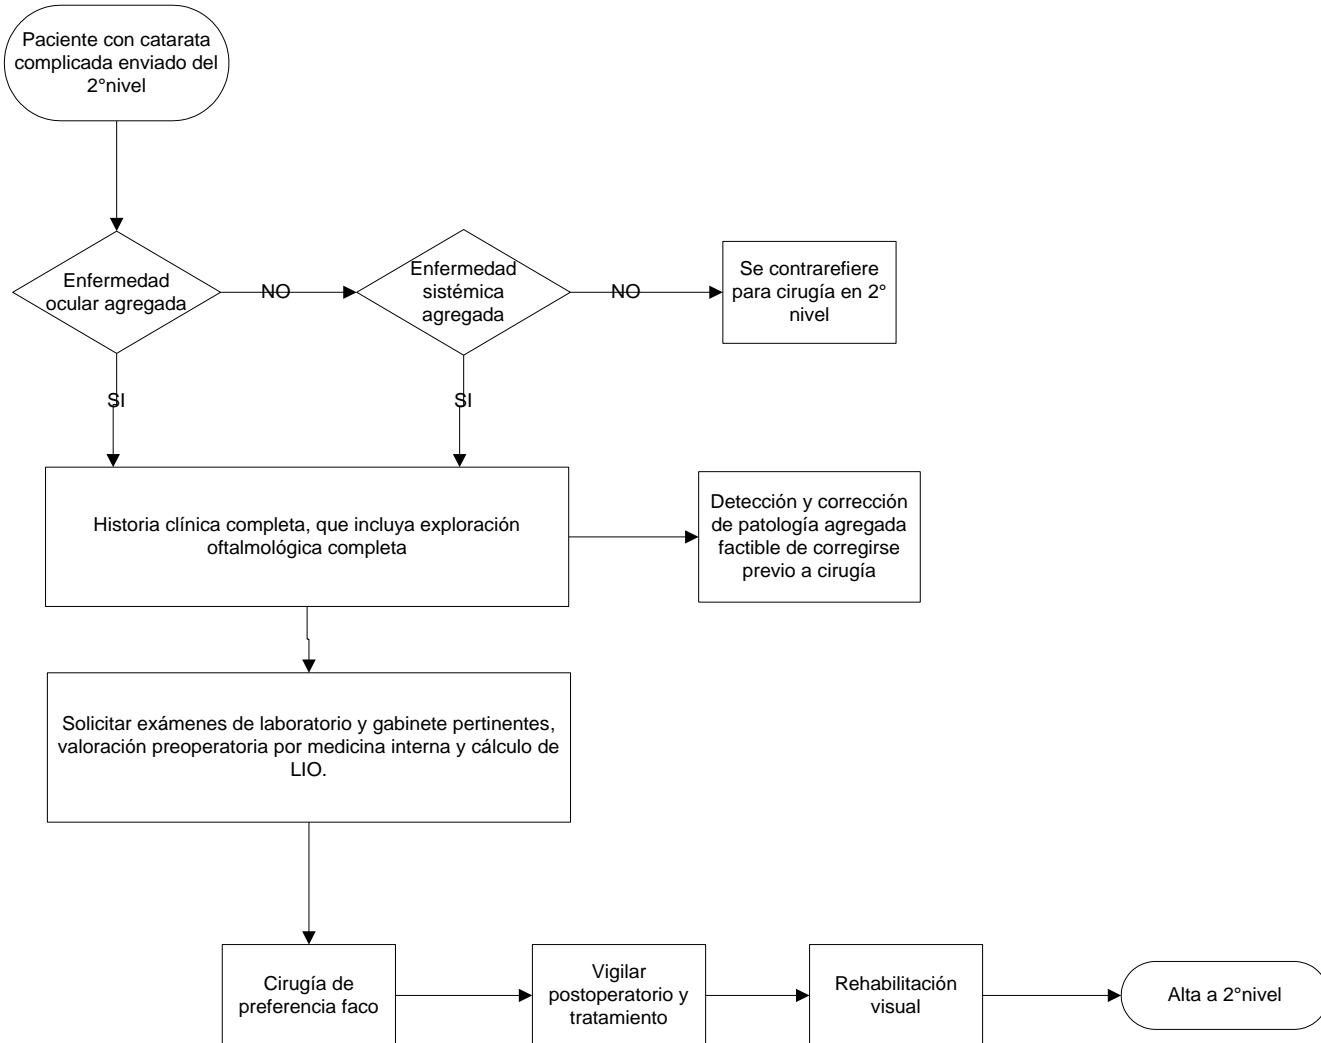 Paciente con catarata
complicada enviado del
2°nivel
Enfermedad
ocular agregada
NO
Enfermedad
sistémica
agregada
NO
Se contrarefiere
para cirugía en 2°
nivel
SI
SI
Historia clínica completa, que incluya exploración
oftalmológica completa
Detección y corrección
de patología agregada
factible de corregirse
previo a cirugía
Solicitar exámenes de laboratorio y gabinete pertinentes,
valoración preoperatoria por medicina interna y cálculo de
LIO.
Cirugía de
preferencia faco
Vigilar
postoperatorio y
tratamiento
Rehabilitación
visual
Alta a 2°nivel